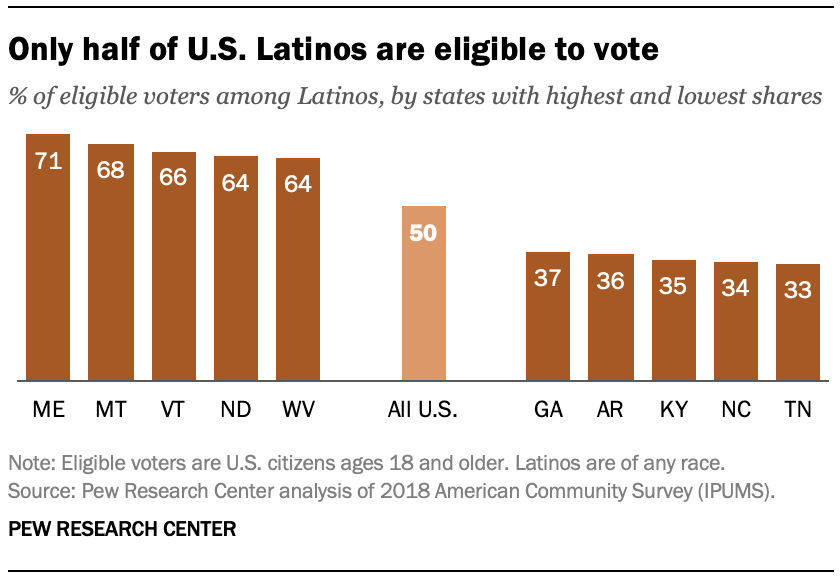 Only half of U.S. Latinos are eligible to vote
% of eligible voters among Latinos, by states with highest and lowest shares
71 68 66 64 64 50 37 36 35 34 33
ME MT VT ND WV All U.S. GA AR KY NC TN
Note: Eligible voters are U.S. citizens ages 18 and older. Latinos are of any race.
Source: Pew Research Center analysis of 2018 American Community Survey (IPUMS).
PEW RESEARCH CENTER